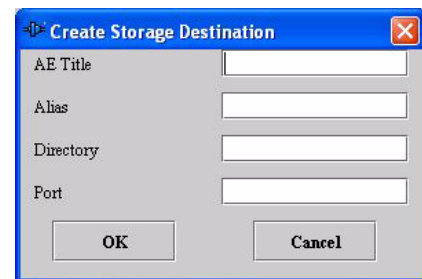 Create Storage Destination
AE Title
Alias
Directory
Port
OK
Cancel